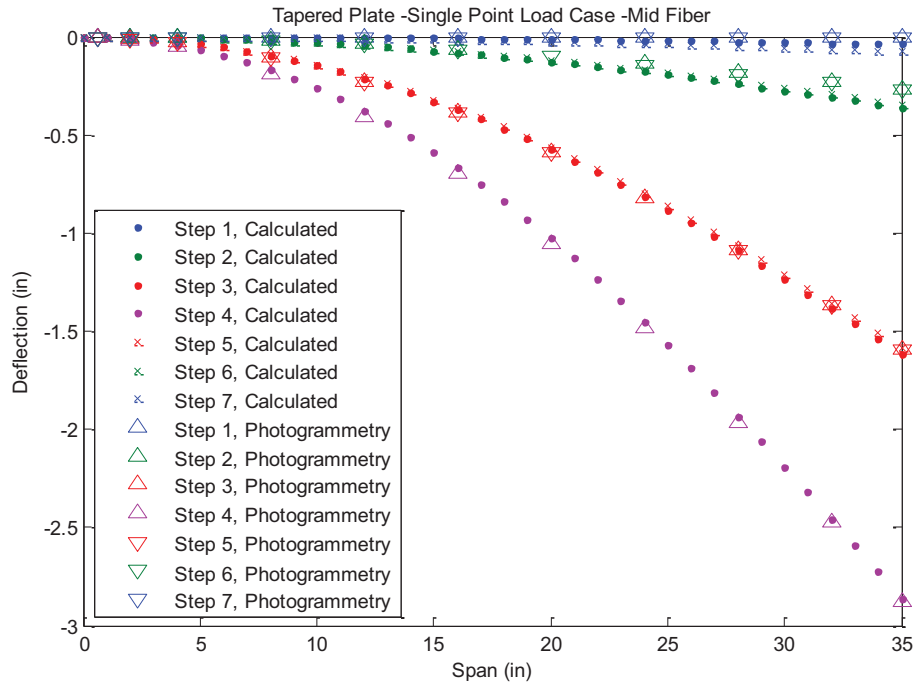 Tapered Plate -Single Point Load Case -Mid Fiber
0
-0.5
-1
-1.5
-2
-2.5
-3
Deflection (in)
Step 1, Calculated
Step 2, Calculated
Step 3, Calculated
Step 4, Calculated
Step 5, Calculated
Step 6, Calculated
Step 7, Calculated
Step 1, Photogrammetry
Step 2, Photogrammetry
Step 3, Photogrammetry
Step 4, Photogrammetry
Step 5, Photogrammetry
Step 6, Photogrammetry
Step 7, Photogrammetry
0 5 10 15 20 25 30 35
Span (in)